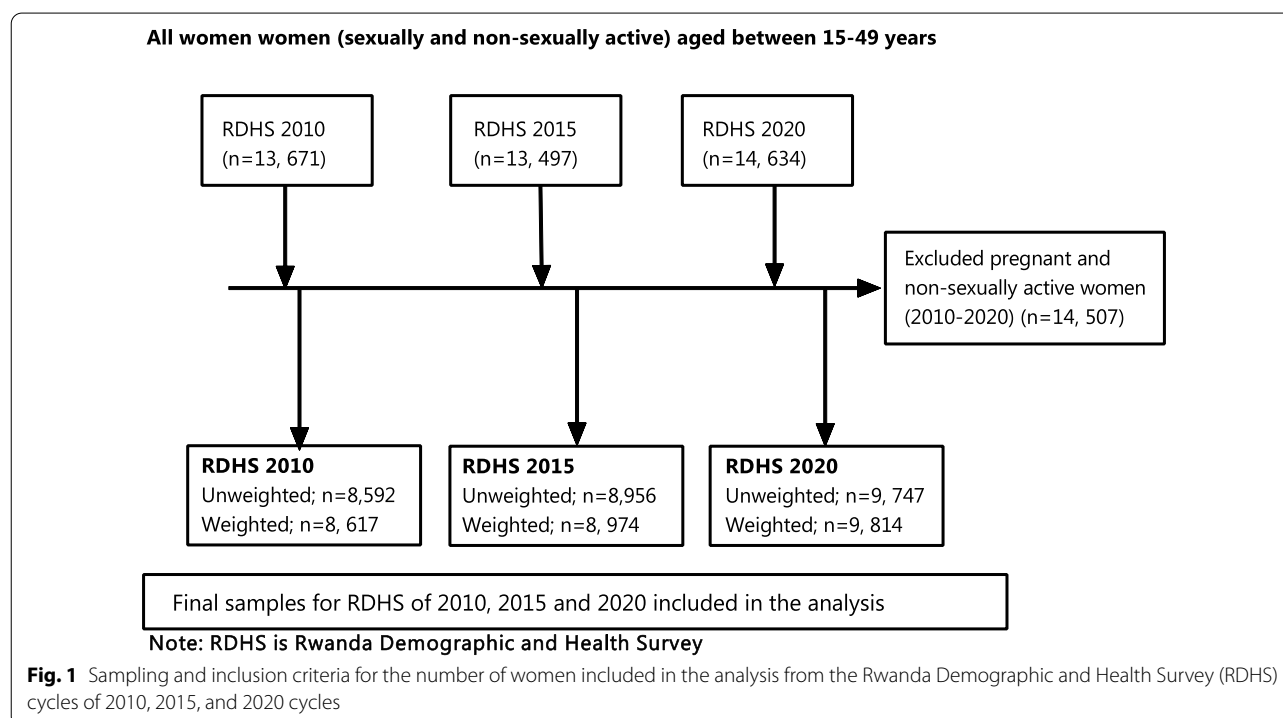 All women women (sexually and non-sexually active) aged between 15-49 years
RDHS 2010
(n=13, 671)
RDHS 2015
(n=13, 497)
RDHS 2020
(n=14, 634)
Excluded pregnant and
non-sexually active women
(2010-2020) (n=14, 507)
RDHS 2010
Unweighted; n=8,592
Weighted; n=8, 617
RDHS 2015
Unweighted; n=8,956
Weighted; n=8, 974
RDHS 2020
Unweighted; n=9, 747
Weighted; n=9, 814
Final samples for RDHS of 2010, 2015 and 2020 included in the analysis
Note: RDHS is Rwanda Demographic and Health Survey
Fig. 1 Sampling and inclusion criteria for the number of women included in the analysis from the Rwanda Demographic and Health Survey (RDHS)
cycles of 2010, 2015, and 2020 cycles